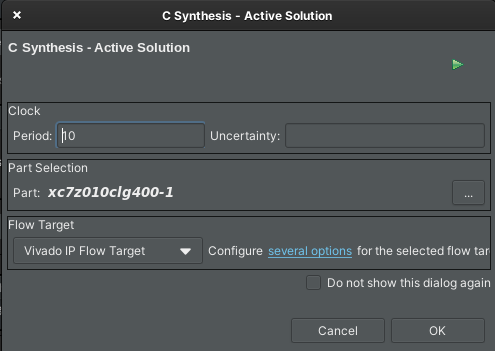 C Synthesis - Active Solution
C Synthesis - Active Solution
Clock
Period: 10 Uncertainty:
Part Selection
Part: xc7z010clg400-1 ...
Flow Target
Vivado IP Flow Target Configure several options for the selected flow tar
Do not show this dialog again
Cancel OK